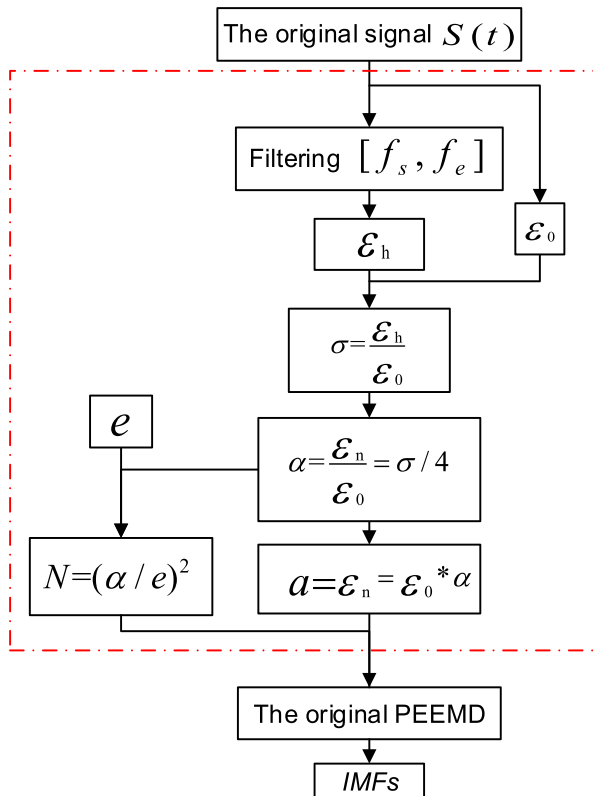 The original signal S(t)
Filtering [f_s, f_e]
ε_0
ε_h
σ=ε_h/ε_0
e
α=ε_n/ε_0=σ/4
N=(α/e)^2
a=ε_n=ε_0*α
The original PEEMD
IMFs